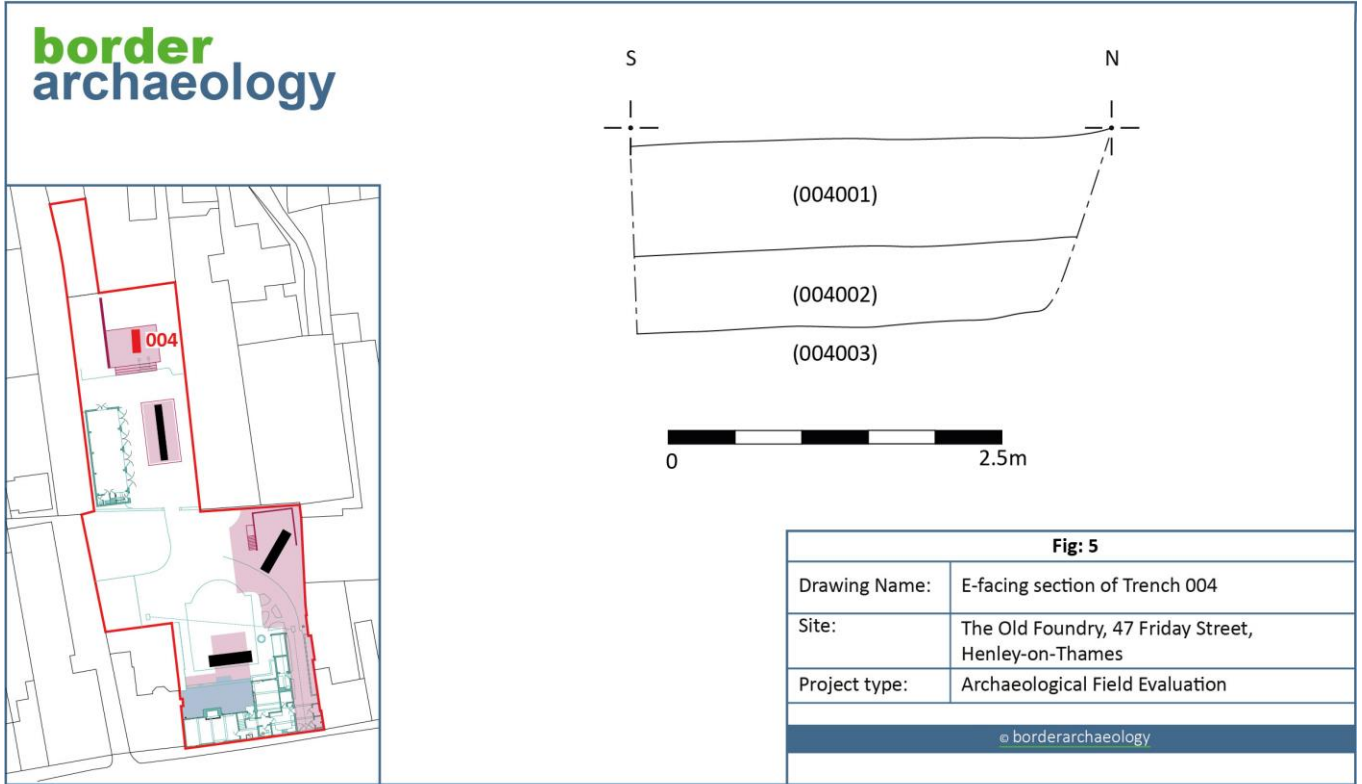 border
archaeology
S
N
(004001)
(004002)
(004003)
004
0
2.5m
Fig: 5
Drawing Name: E-facing section of Trench 004
Site: The Old Foundry, 47 Friday Street,
Henley-on-Thames
Project type: Archaeological Field Evaluation
© borderarchaeology